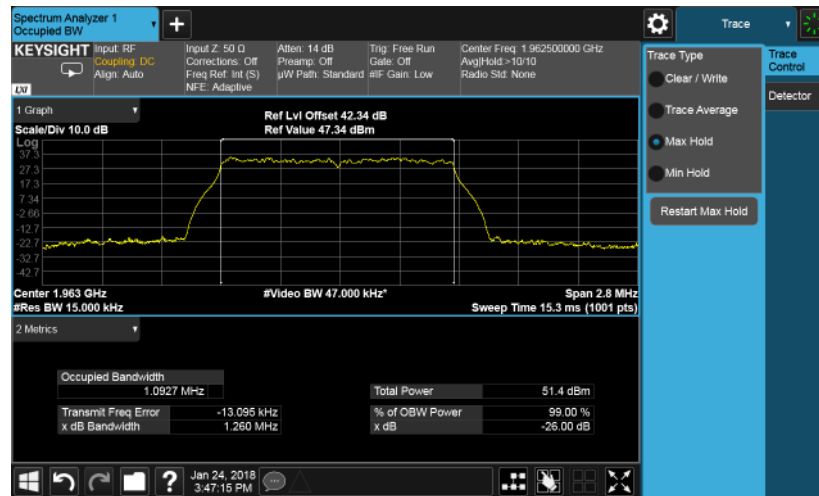 Spectrum Analyzer 1
Occupied BW
Trace
KEYSIGHT
Input: RF
Coupling: DC
Align: Auto
Input Z: 50 Ω
Corrections: Off
Freq Ref: Int (S)
NFE: Adaptive
Atten: 14 dB
Preamp: Off
µW Path: Standard
Trig: Free Run
Gate: Off
#IF Gain: Low
Center Freq: 1.962500000 GHz
Avg|Hold:>10/10
Radio Std: None
LXI
Trace Type
Clear / Write
Trace Average
Max Hold
Min Hold
Restart Max Hold
Trace
Control
Detector
1 Graph
Scale/Div 10.0 dB
Ref Lvl Offset 42.34 dB
Ref Value 47.34 dBm
Log
37.3
27.3
17.3
7.34
-2.66
-12.7
-22.7
-32.7
-42.7
Center 1.963 GHz
#Video BW 47.000 kHz*
Span 2.8 MHz
#Res BW 15.000 kHz
Sweep Time 15.3 ms (1001 pts)
2 Metrics
Occupied Bandwidth
1.0927 MHz
Total Power 51.4 dBm
Transmit Freq Error -13.095 kHz
% of OBW Power 99.00 %
x dB Bandwidth 1.260 MHz
x dB -26.00 dB
?
Jan 24, 2018
3:47:15 PM